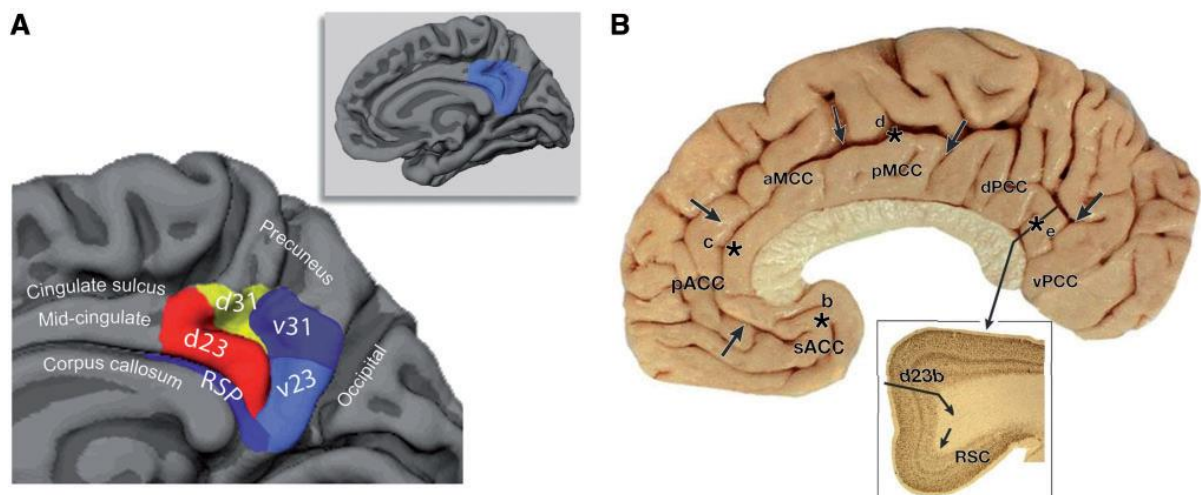 A
Precuneus
Cingulate sulcus
d31
Mid-cingulate
v31
d23
Corpus callosum
RSP
v23
Occipital
B
d
aMCC
pMCC
dPCC
e
c
pACC
vPCC
b
sACC
d23b
RSC